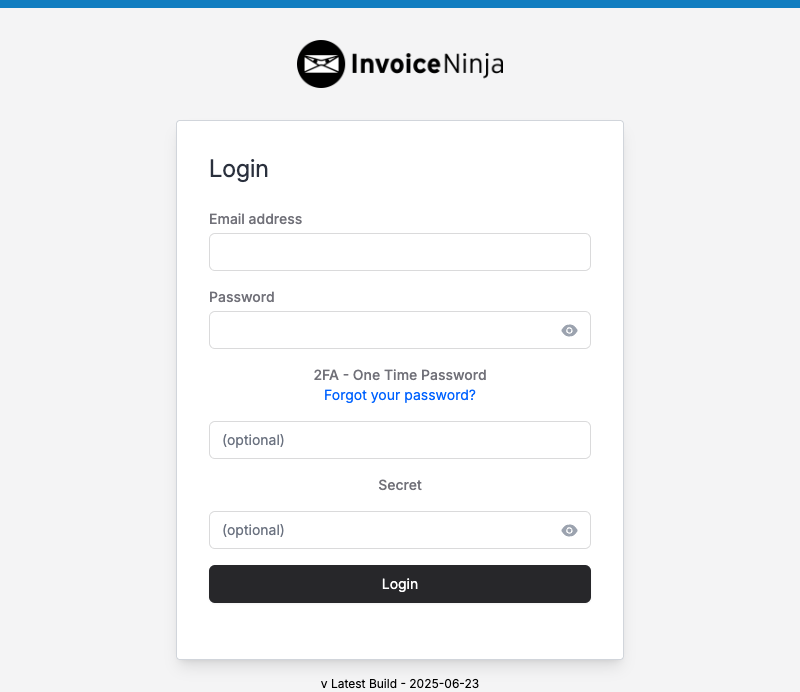 InvoiceNinja
Login
Email address
Password
2FA - One Time Password
Forgot your password?
(optional)
Secret
(optional)
Login
v Latest Build - 2025-06-23